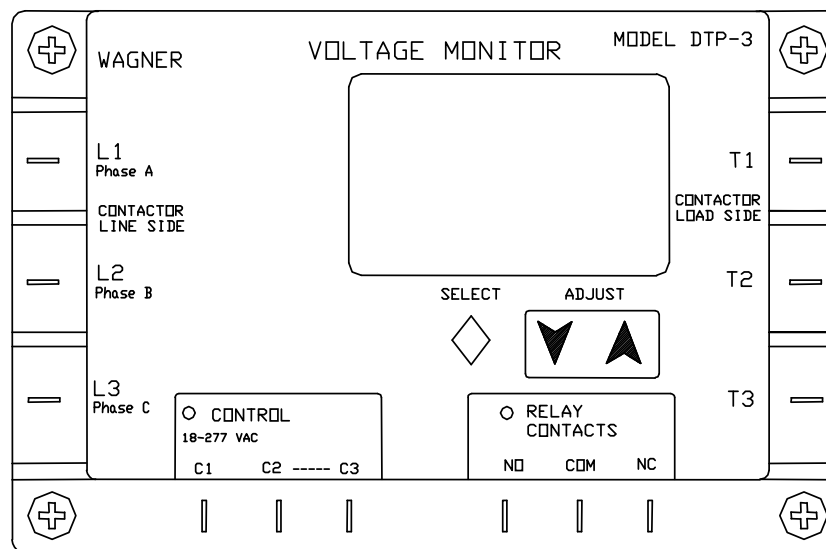 WAGNER
VOLTAGE MONITOR
MODEL DTP-3
L1
Phase A
CONTACTOR
LINE SIDE
L2
Phase B
L3
Phase C
T1
CONTACTOR
LOAD SIDE
T2
T3
SELECT
ADJUST
CONTROL
18-277 VAC
C1 C2 ----- C3
RELAY
CONTACTS
NO COM NC